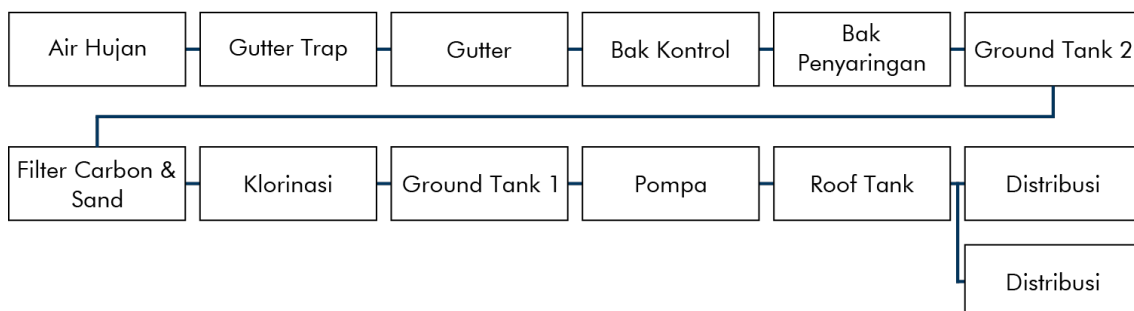 Air Hujan
Gutter Trap
Gutter
Bak Kontrol
Bak
Penyaringan
Ground Tank 2
Filter Carbon &
Sand
Klorinasi
Ground Tank 1
Pompa
Roof Tank
Distribusi
Distribusi